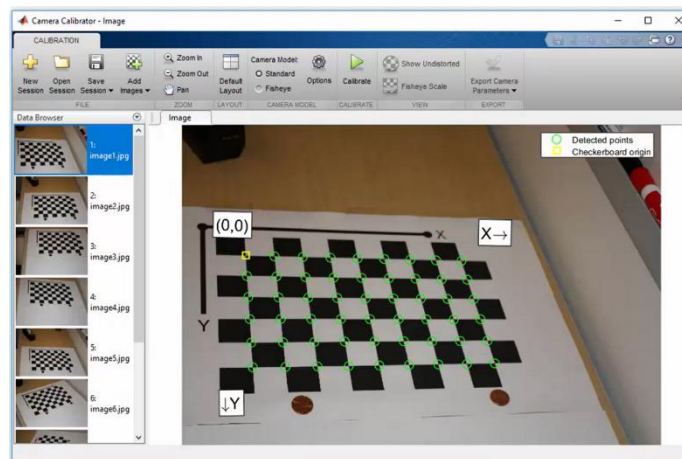 Camera Calibrator - Image
CALIBRATION
New Session
Open Session
Save Session
Add Images
FILE
Zoom In
Zoom Out
Pan
ZOOM
Default Layout
LAYOUT
Camera Model:
Standard
Fisheye
Options
CAMERA MODEL
Calibrate
CALIBRATE
Show Undistorted
Fisheye Scale
VIEW
Export Camera Parameters
EXPORT
Data Browser
Image
1:
image1.jpg
2:
image2.jpg
3:
image3.jpg
4:
image4.jpg
5:
image5.jpg
6:
image6.jpg
Detected points
Checkerboard origin
(0,0)
X
X→
Y
↓Y